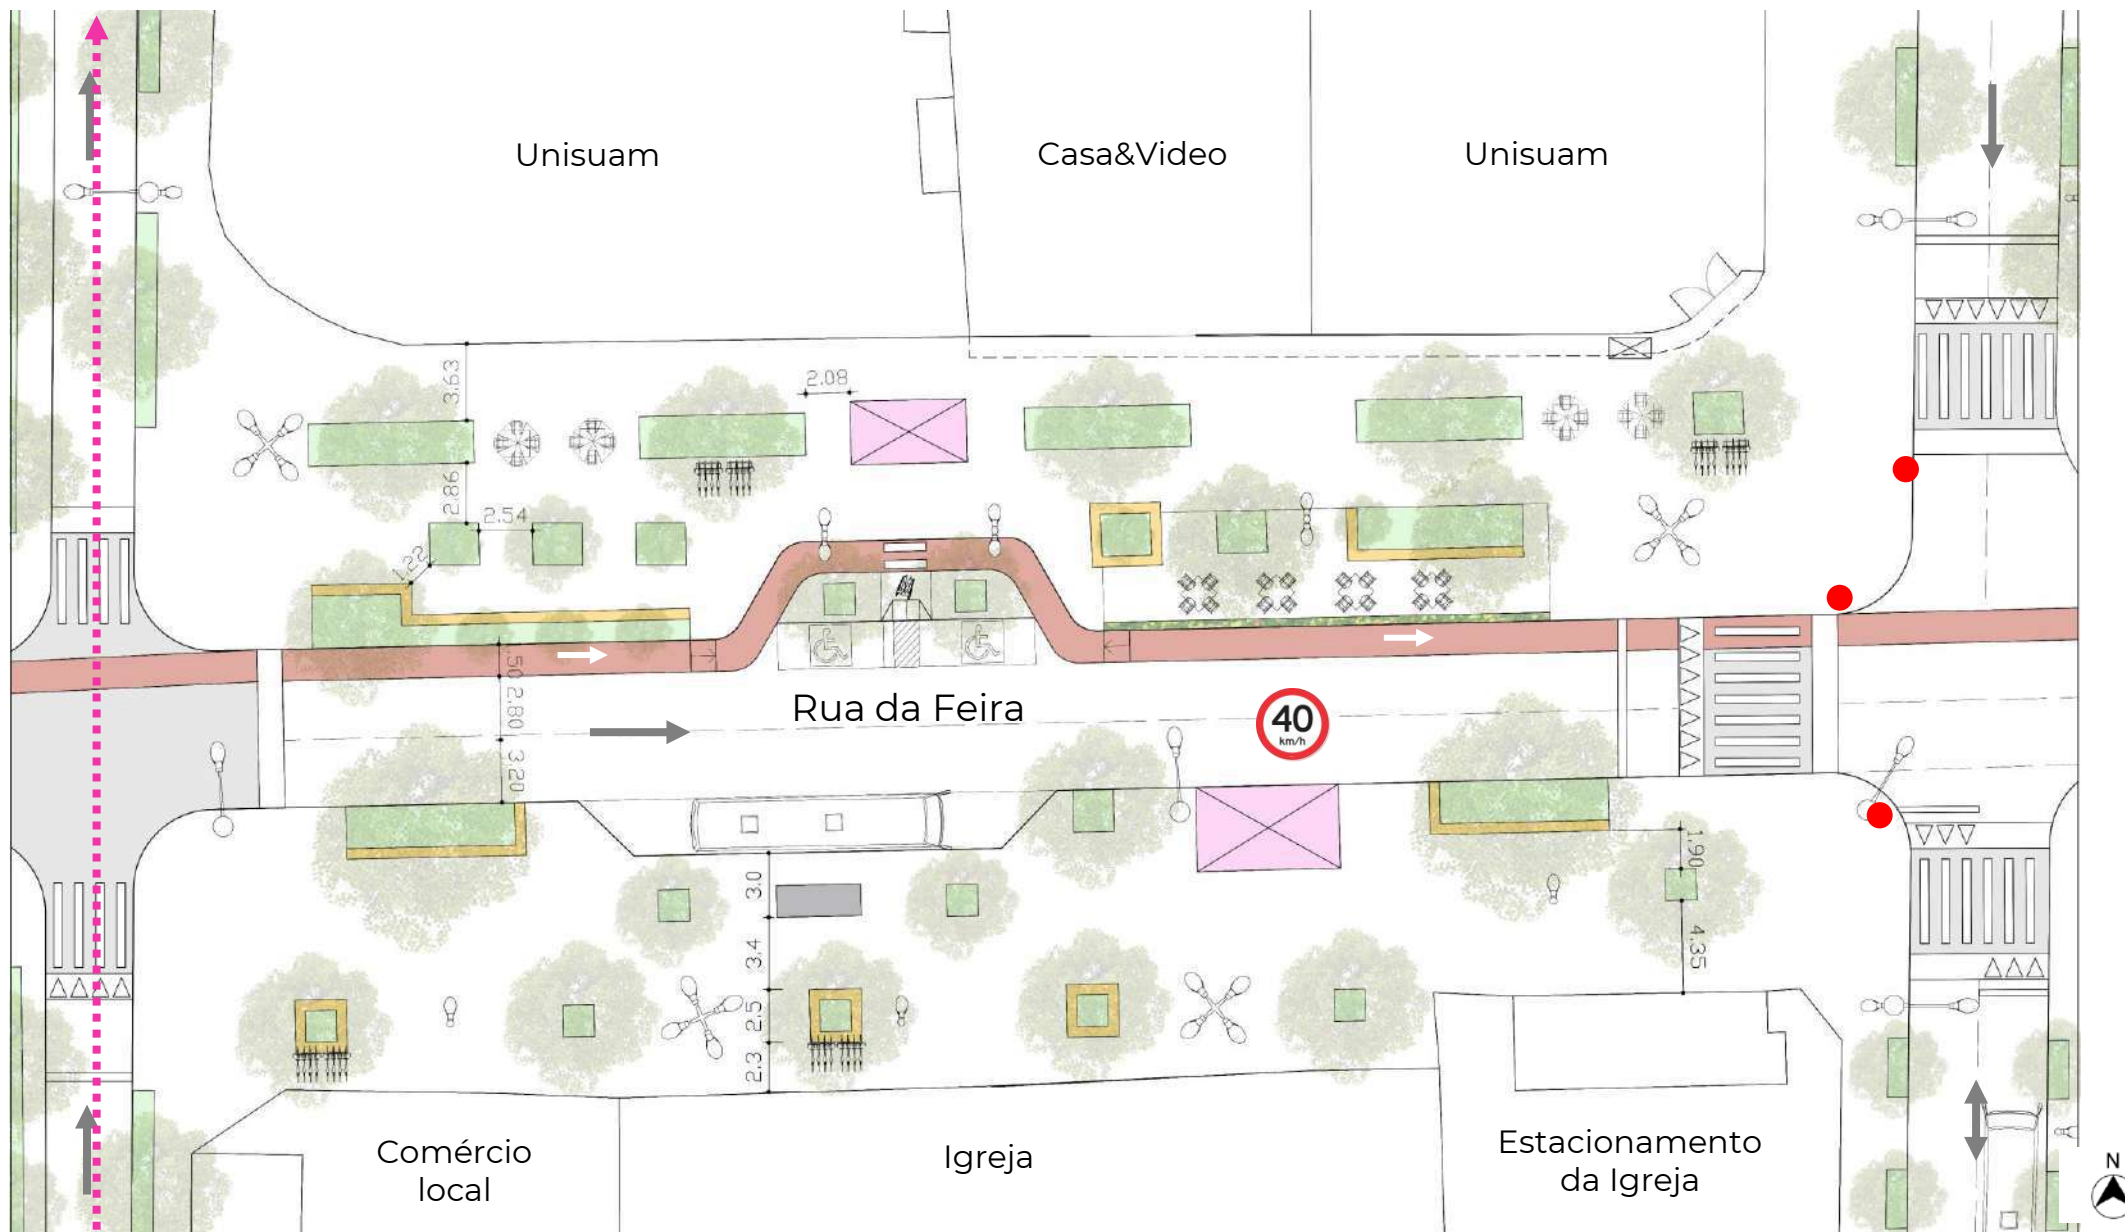 Unisuam
Casa&Video
Unisuam
3.63
2.08
2.86
2.54
1.22
.50
2.80
3.20
Rua da Feira
40
km/h
1.90
3.0
3.4
4.35
2.5
2.3
Comércio
local
Igreja
Estacionamento
da Igreja
N